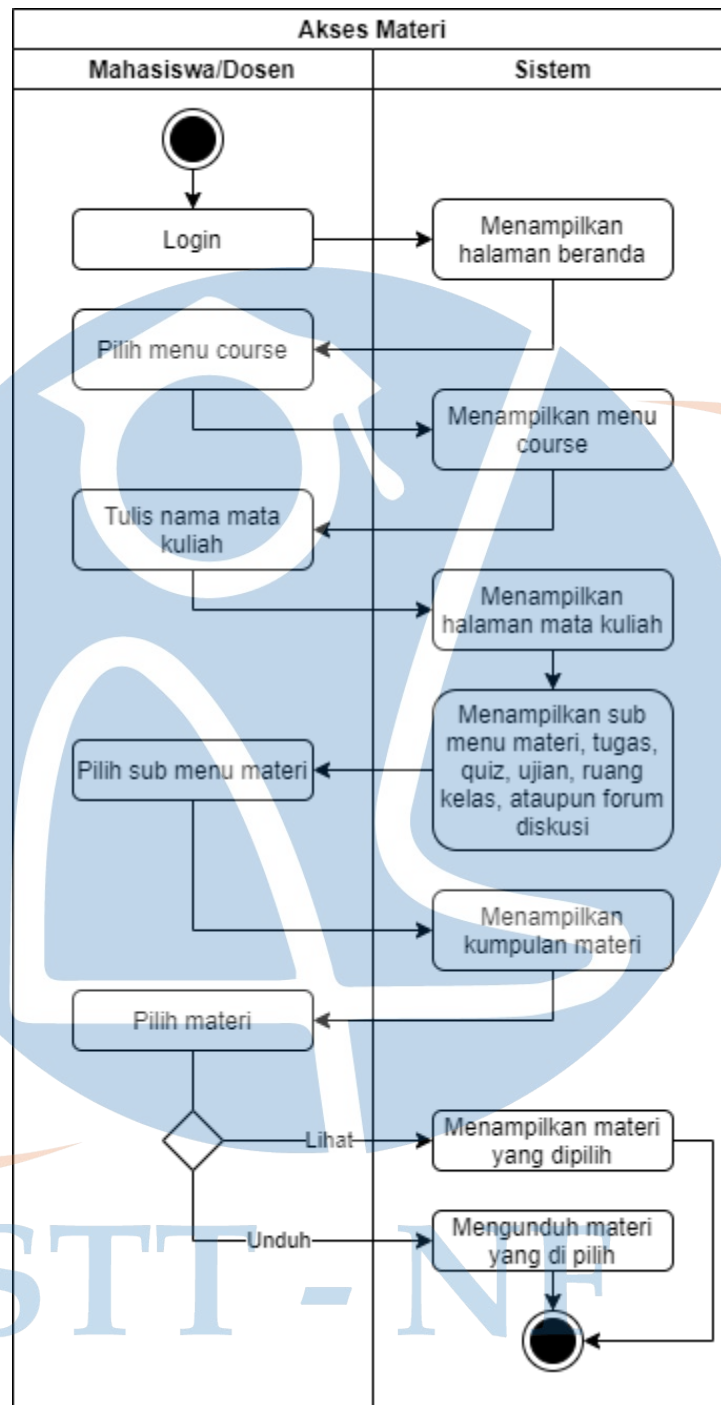 Akses Materi
Mahasiswa/Dosen
Sistem
Login
Menampilkan
halaman beranda
Pilih menu course
Menampilkan menu
course
Tulis nama mata
kuliah
Menampilkan
halaman mata kuliah
Menampilkan sub
menu materi, tugas,
quiz, ujian, ruang
kelas, ataupun forum
diskusi
Pilih sub menu materi
Menampilkan
kumpulan materi
Pilih materi
Lihat
Menampilkan materi
yang dipilih
Unduh
Mengunduh materi
yang di pilih
STT - NF